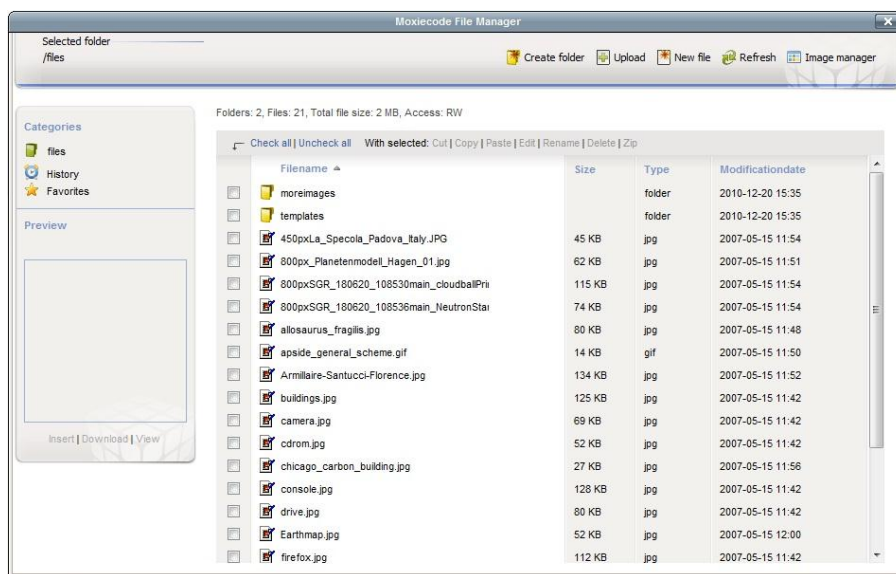 Moxiecode File Manager
Selected folder
/files
Create folder Upload New file Refresh Image manager
Folders: 2, Files: 21, Total file size: 2 MB, Access: RW
Categories
files
History
Favorites
Preview
Insert | Download | View
Check all | Uncheck all With selected: Cut | Copy | Paste | Edit | Rename | Delete | Zip
Filename Size Type Modificationdate
moreimages folder 2010-12-20 15:35
templates folder 2010-12-20 15:35
450pxLa_Specola_Padova_Italy.JPG 45 KB jpg 2007-05-15 11:54
800px_Planetenmodell_Hagen_01.jpg 62 KB jpg 2007-05-15 11:51
800pxSGR_180620_108530main_cloudballPri 115 KB jpg 2007-05-15 11:54
800pxSGR_180620_108536main_NeutronStar 74 KB jpg 2007-05-15 11:54
allosaurus_fragilis.jpg 80 KB jpg 2007-05-15 11:48
apside_general_scheme.gif 14 KB gif 2007-05-15 11:50
Armillaire-Santucci-Florence.jpg 134 KB jpg 2007-05-15 11:52
buildings.jpg 125 KB jpg 2007-05-15 11:42
camera.jpg 69 KB jpg 2007-05-15 11:42
cdrom.jpg 52 KB jpg 2007-05-15 11:42
chicago_carbon_building.jpg 27 KB jpg 2007-05-15 11:56
console.jpg 128 KB jpg 2007-05-15 11:42
drive.jpg 80 KB jpg 2007-05-15 11:42
Earthmap.jpg 52 KB jpg 2007-05-15 12:00
firefox.jpg 112 KB jpg 2007-05-15 11:42